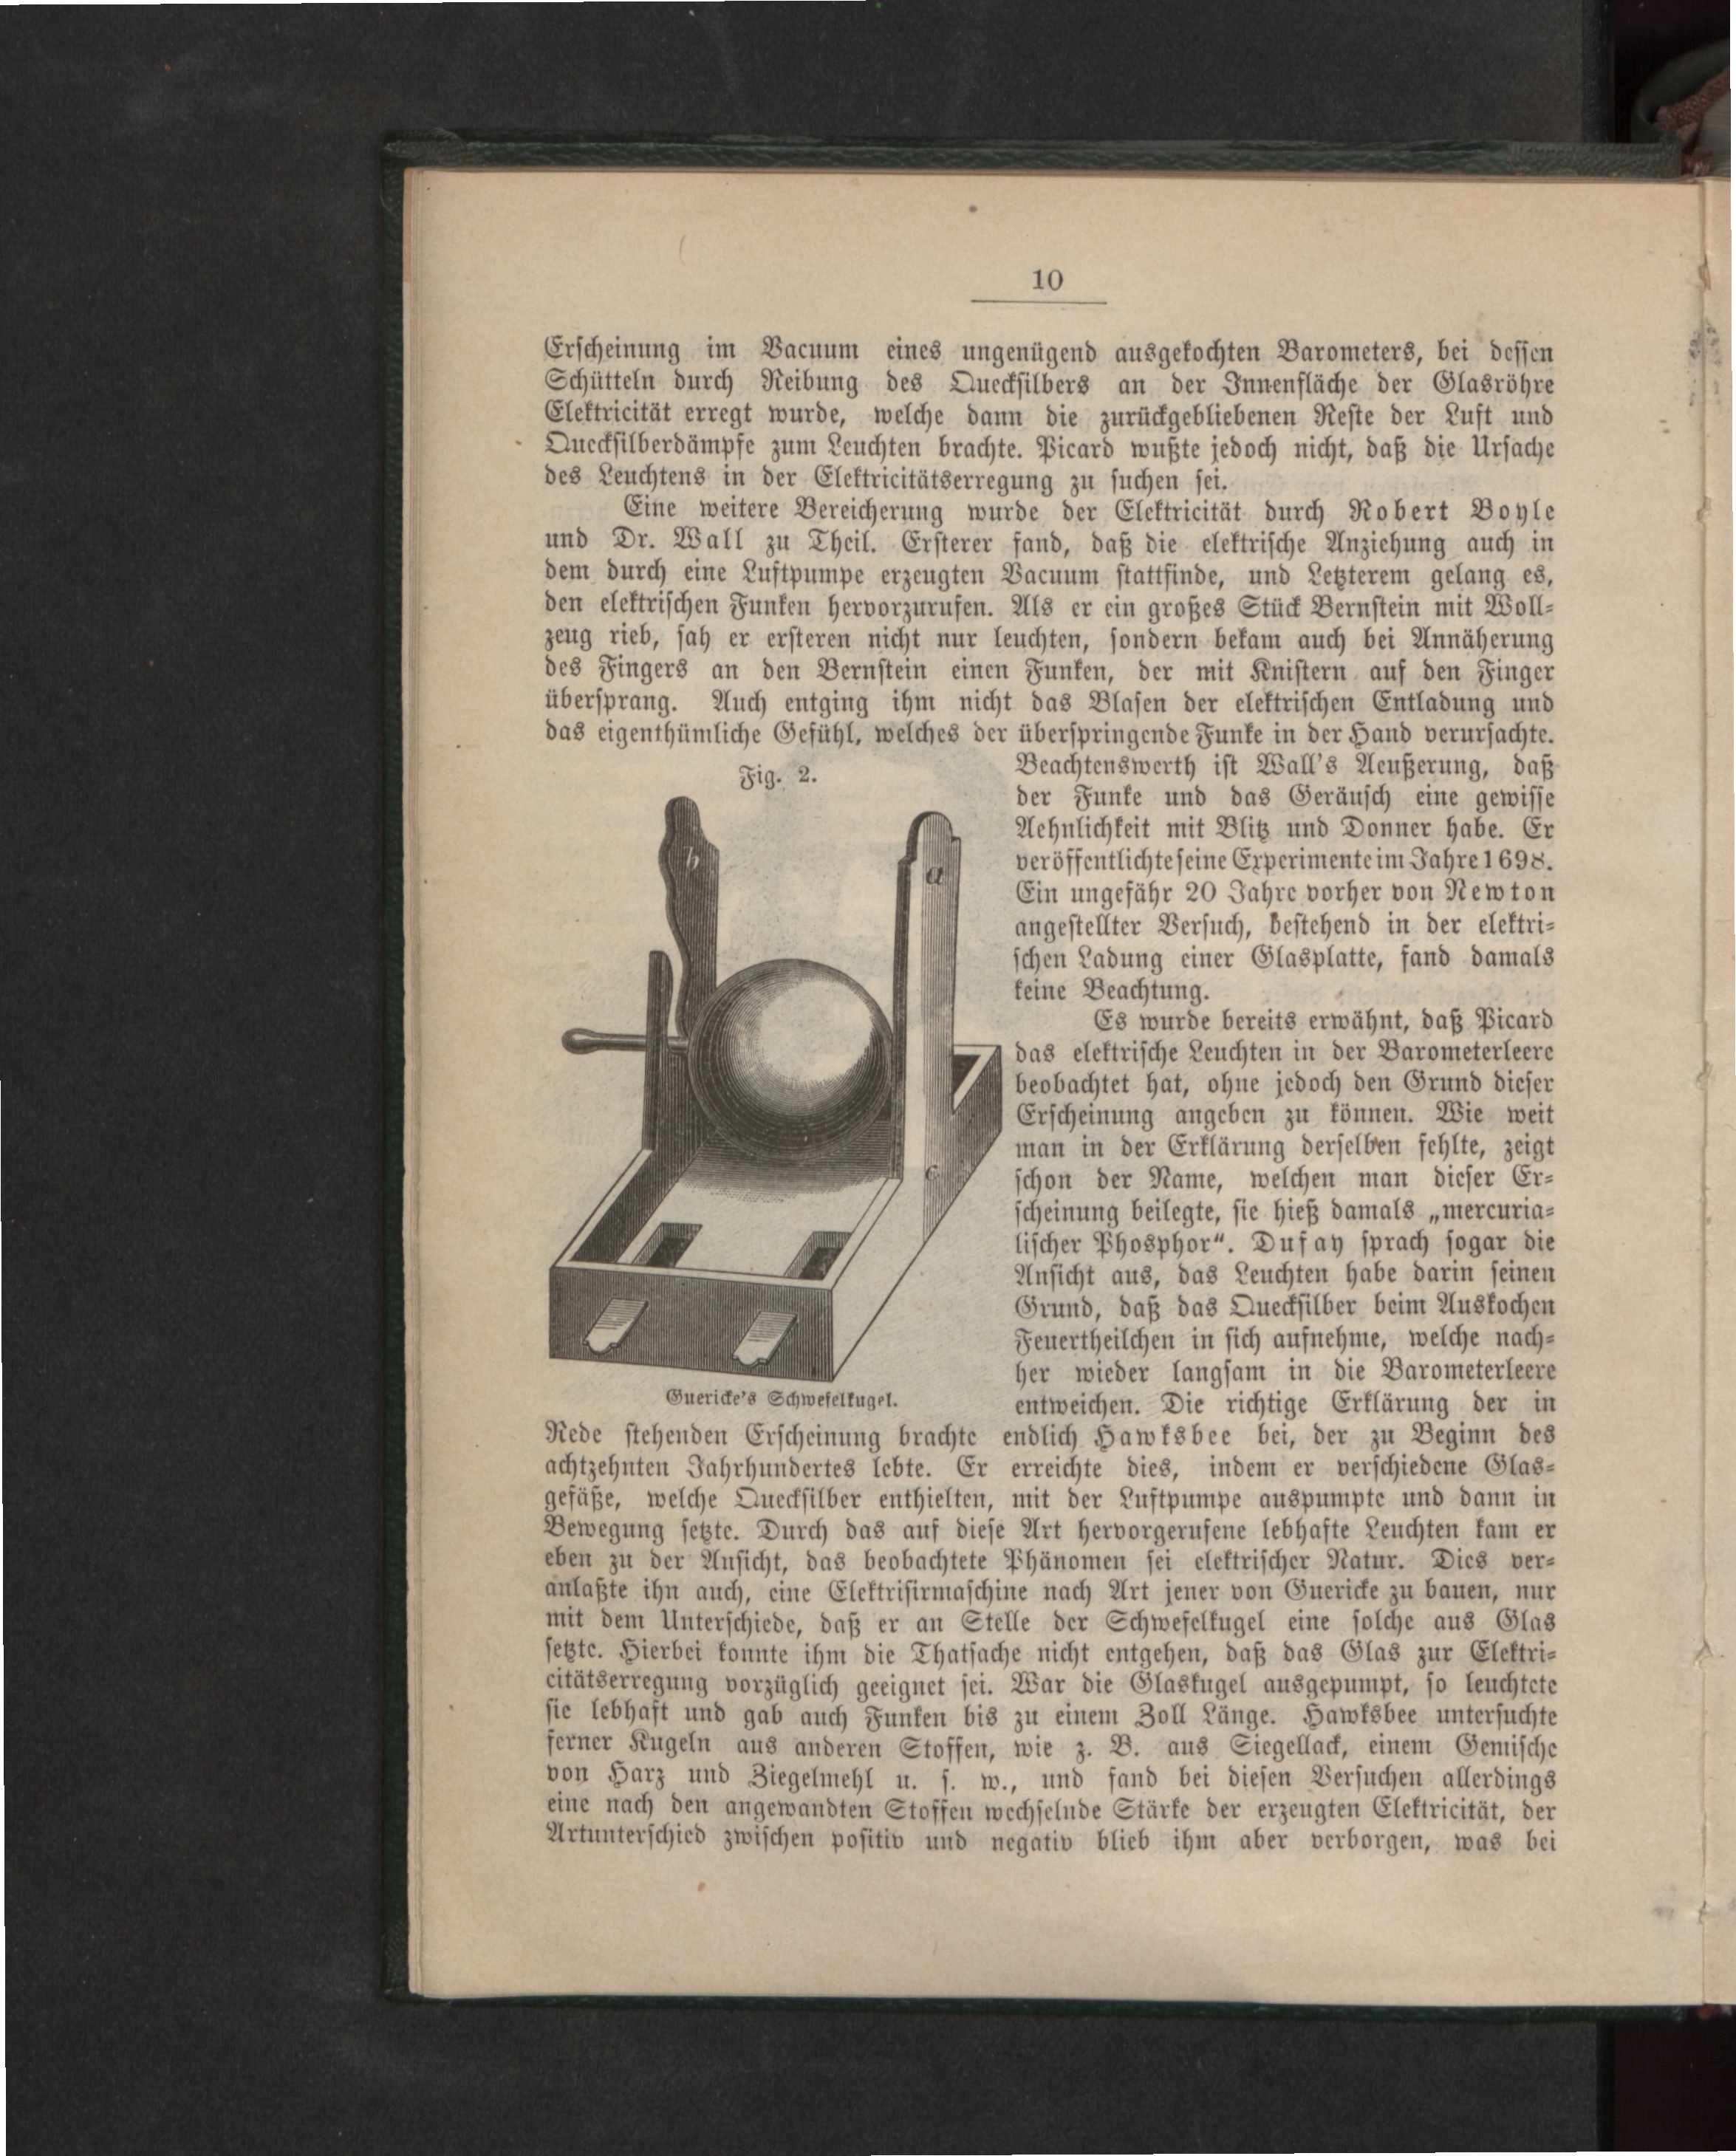 10
Erscheinung im Vacuum eines ungenügend ausgekochten Barometers, bei dessen
Schütteln durch Reibung des Quecksilbers an der Innenfläche der Glasröhre
Elektricität erregt wurde, welche dann die zurückgebliebenen Reste der Luft und
Quecksilberdämpfe zum Leuchten brachte. Picard wußte jedoch nicht, daß die Ursache
des Leuchtens in der Elektricitätserregung zu suchen sei.
Eine weitere Bereicherung wurde der Elektricität durch Robert Boyle
und Dr. Wall zu Theil. Ersterer fand, daß die elektrische Anziehung auch in
dem durch eine Luftpumpe erzeugten Vacuum stattfinde, und Letzterem gelang es,
den elektrischen Funken hervorzurufen. Als er ein großes Stück Bernstein mit Woll-
zeug rieb, sah er ersteren nicht nur leuchten, sondern bekam auch bei Annäherung
des Fingers an den Bernstein einen Funken, der mit Knistern auf den Finger
übersprang. Auch entging ihm nicht das Blasen der elektrischen Entladung und
das eigenthümliche Gefühl, welches der überspringende Funke in der Hand verursachte.
Beachtenswerth ist Wall's Aeußerung, daß
der Funke und das Geräusch eine gewisse
Aehnlichkeit mit Blitz und Donner habe. Er
veröffentlichte seine Experimente im Jahre 1698.
Ein ungefähr 20 Jahre vorher von Newton
angestellter Versuch, bestehend in der elektri-
schen Ladung einer Glasplatte, fand damals
keine Beachtung.
Es wurde bereits erwähnt, daß Picard
das elektrische Leuchten in der Barometerleere
beobachtet hat, ohne jedoch den Grund dieser
Erscheinung angeben zu können. Wie weit
man in der Erklärung derselben fehlte, zeigt
schon der Name, welchen man dieser Er-
scheinung beilegte, sie hieß damals „mercuria-
lischer Phosphor“. Dufay sprach sogar die
Ansicht aus, das Leuchten habe darin seinen
Grund, daß das Quecksilber beim Auskochen
Feuertheilchen in sich aufnehme, welche nach-
her wieder langsam in die Barometerleere
entweichen. Die richtige Erklärung der in
Fig. 2.
b
a
c
Guericke's Schwefelkugel.
Rede stehenden Erscheinung brachte endlich Hawksbee bei, der zu Beginn des
achtzehnten Jahrhundertes lebte. Er erreichte dies, indem er verschiedene Glas-
gefäße, welche Quecksilber enthielten, mit der Luftpumpe auspumpte und dann in
Bewegung setzte. Durch das auf diese Art hervorgerufene lebhafte Leuchten kam er
eben zu der Ansicht, das beobachtete Phänomen sei elektrischer Natur. Dies ver-
anlaßte ihn auch, eine Elektrisirmaschine nach Art jener von Guericke zu bauen, nur
mit dem Unterschiede, daß er an Stelle der Schwefelkugel eine solche aus Glas
setzte. Hierbei konnte ihm die Thatsache nicht entgehen, daß das Glas zur Elektri-
citätserregung vorzüglich geeignet sei. War die Glaskugel ausgepumpt, so leuchtete
sie lebhaft und gab auch Funken bis zu einem Zoll Länge. Hawksbee untersuchte
ferner Kugeln aus anderen Stoffen, wie z. B. aus Siegellack, einem Gemische
von Harz und Ziegelmehl u. s. w., und fand bei diesen Versuchen allerdings
eine nach den angewandten Stoffen wechselnde Stärke der erzeugten Elektricität, der
Artunterschied zwischen positiv und negativ blieb ihm aber verborgen, was bei